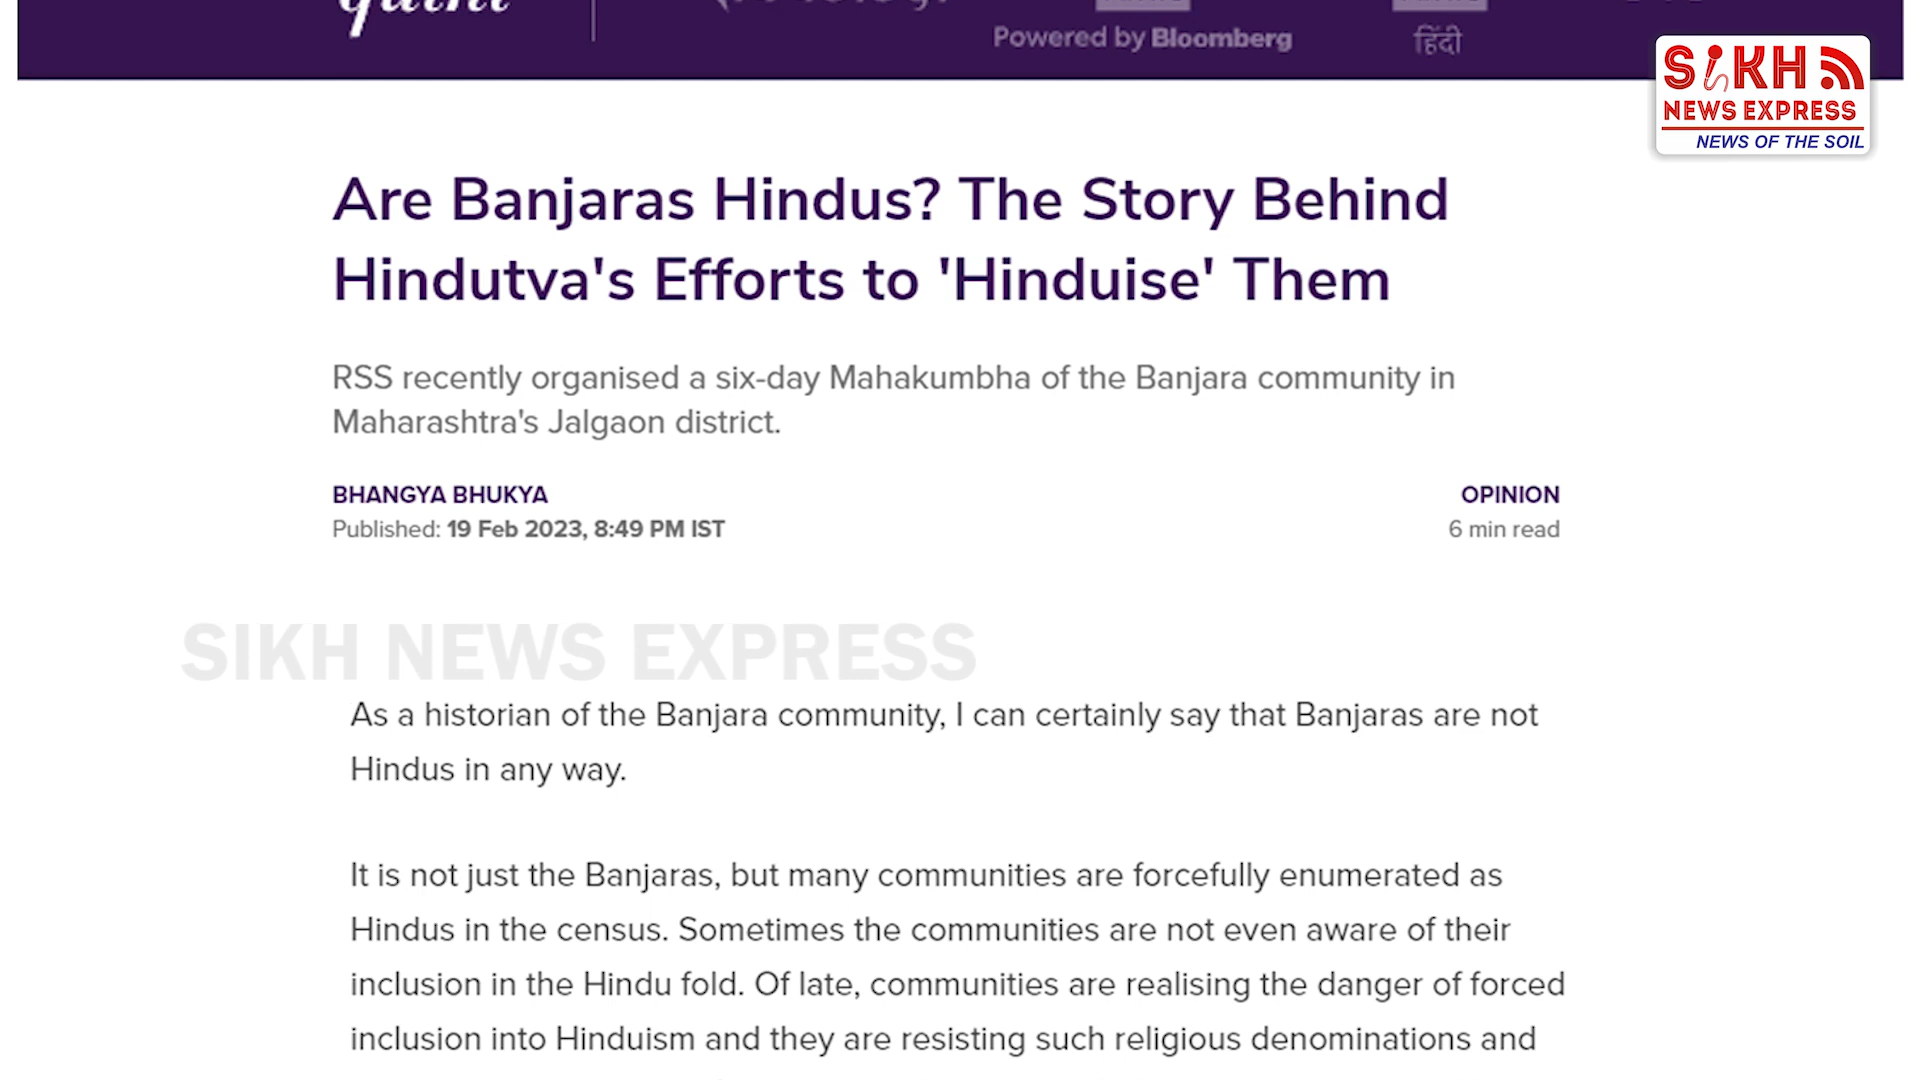 Powered by Bloomberg
हिंदी
SIKH
NEWS EXPRESS
NEWS OF THE SOIL
Are Banjaras Hindus? The Story Behind
Hindutva's Efforts to 'Hinduise' Them
RSS recently organised a six-day Mahakumbha of the Banjara community in
Maharashtra's Jalgaon district.
BHANGYA BHUKYA
OPINION
Published: 19 Feb 2023, 8:49 PM IST
6 min read
SIKH NEWS EXPRESS
As a historian of the Banjara community, I can certainly say that Banjaras are not
Hindus in any way.
It is not just the Banjaras, but many communities are forcefully enumerated as
Hindus in the census. Sometimes the communities are not even aware of their
inclusion in the Hindu fold. Of late, communities are realising the danger of forced
inclusion into Hinduism and they are resisting such religious denominations and